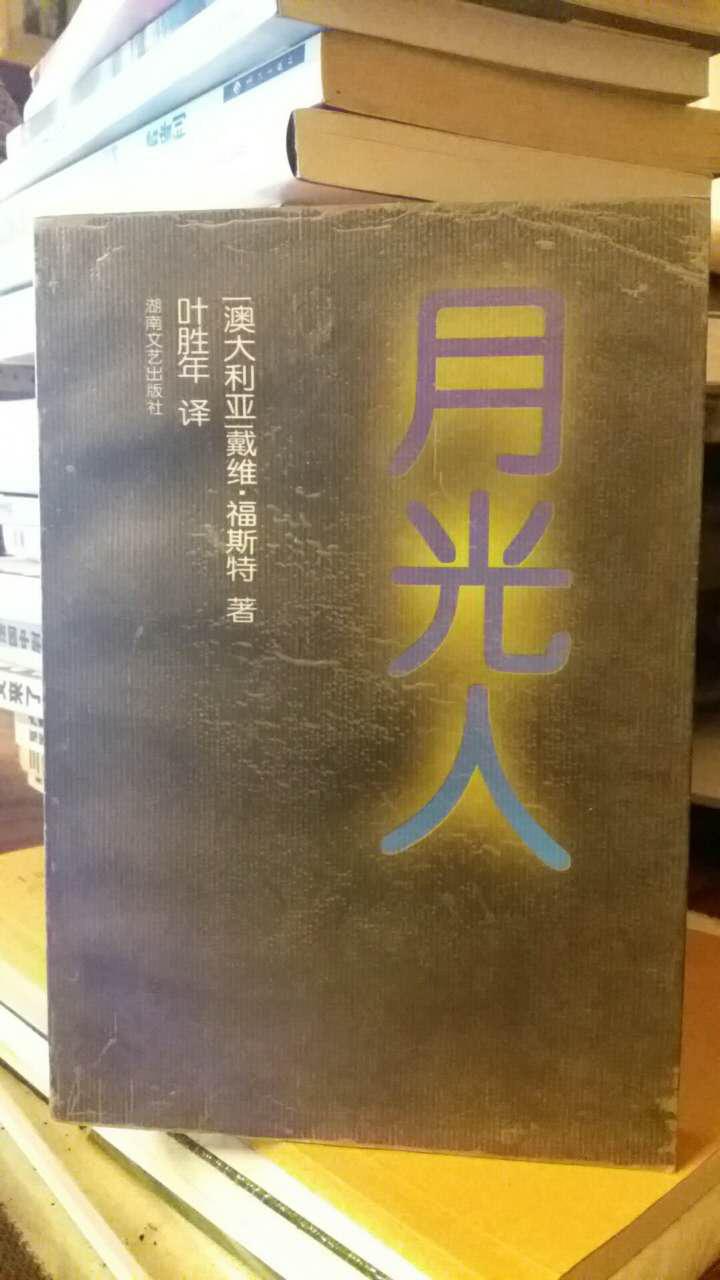 月光人
[澳大利亚]戴维·福斯特 著
叶胜年 译
湖南文艺出版社